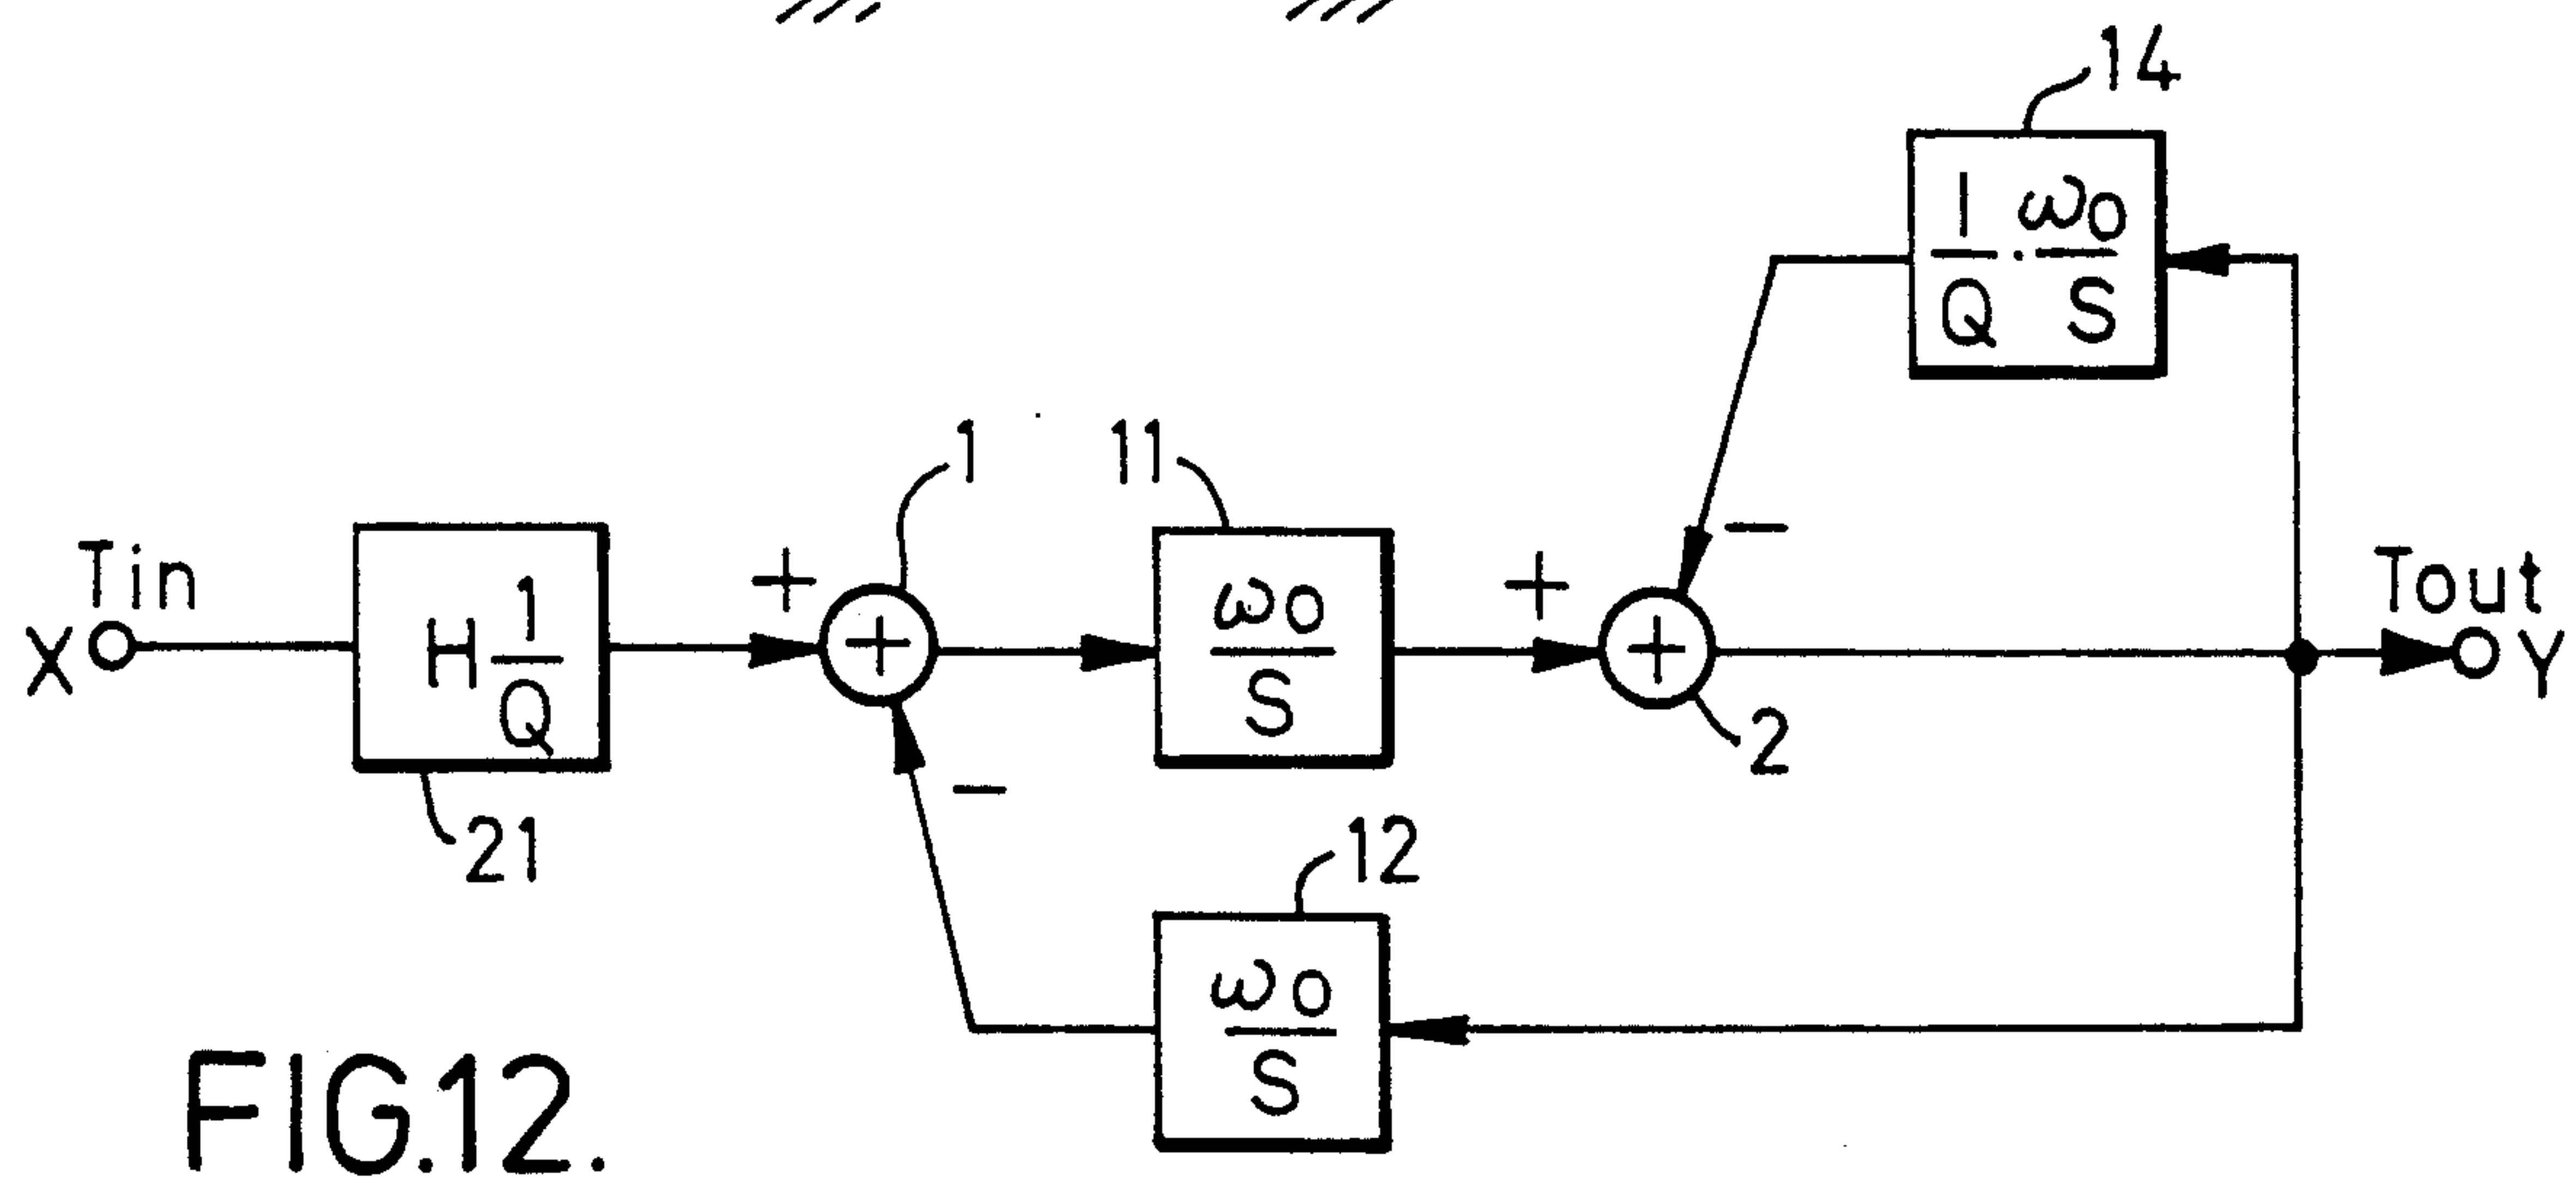 14
1/Q · ω0/S
1
11
Tin
X
H 1/Q
+
+
ω0/S
+
−
+
Tout
Y
21
−
2
12
ω0/S
FIG.12.